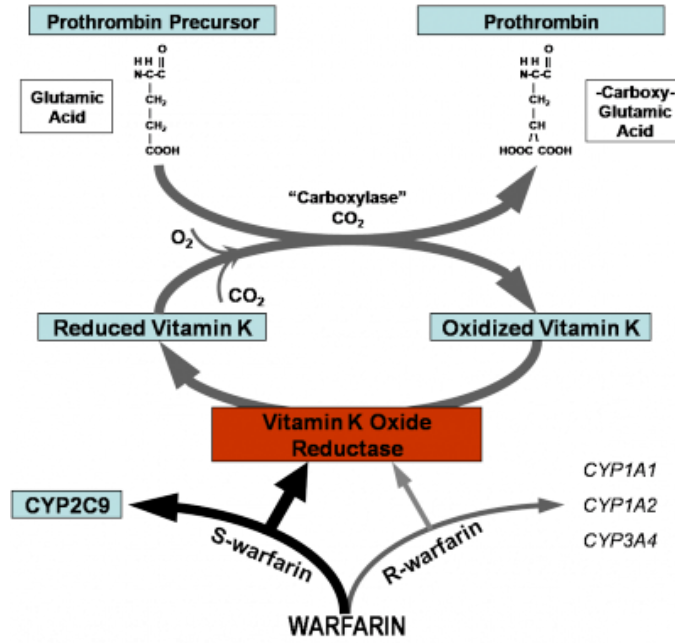 Prothrombin Precursor
Prothrombin
Glutamic
Acid
H H O
N-C-C
CH2
CH2
COOH
H H O
N-C-C
CH2
CH
HOOC COOH
-Carboxy-
Glutamic
Acid
“Carboxylase”
CO2
O2
CO2
Reduced Vitamin K
Oxidized Vitamin K
Vitamin K Oxide
Reductase
CYP2C9
S-warfarin
R-warfarin
CYP1A1
CYP1A2
CYP3A4
WARFARIN